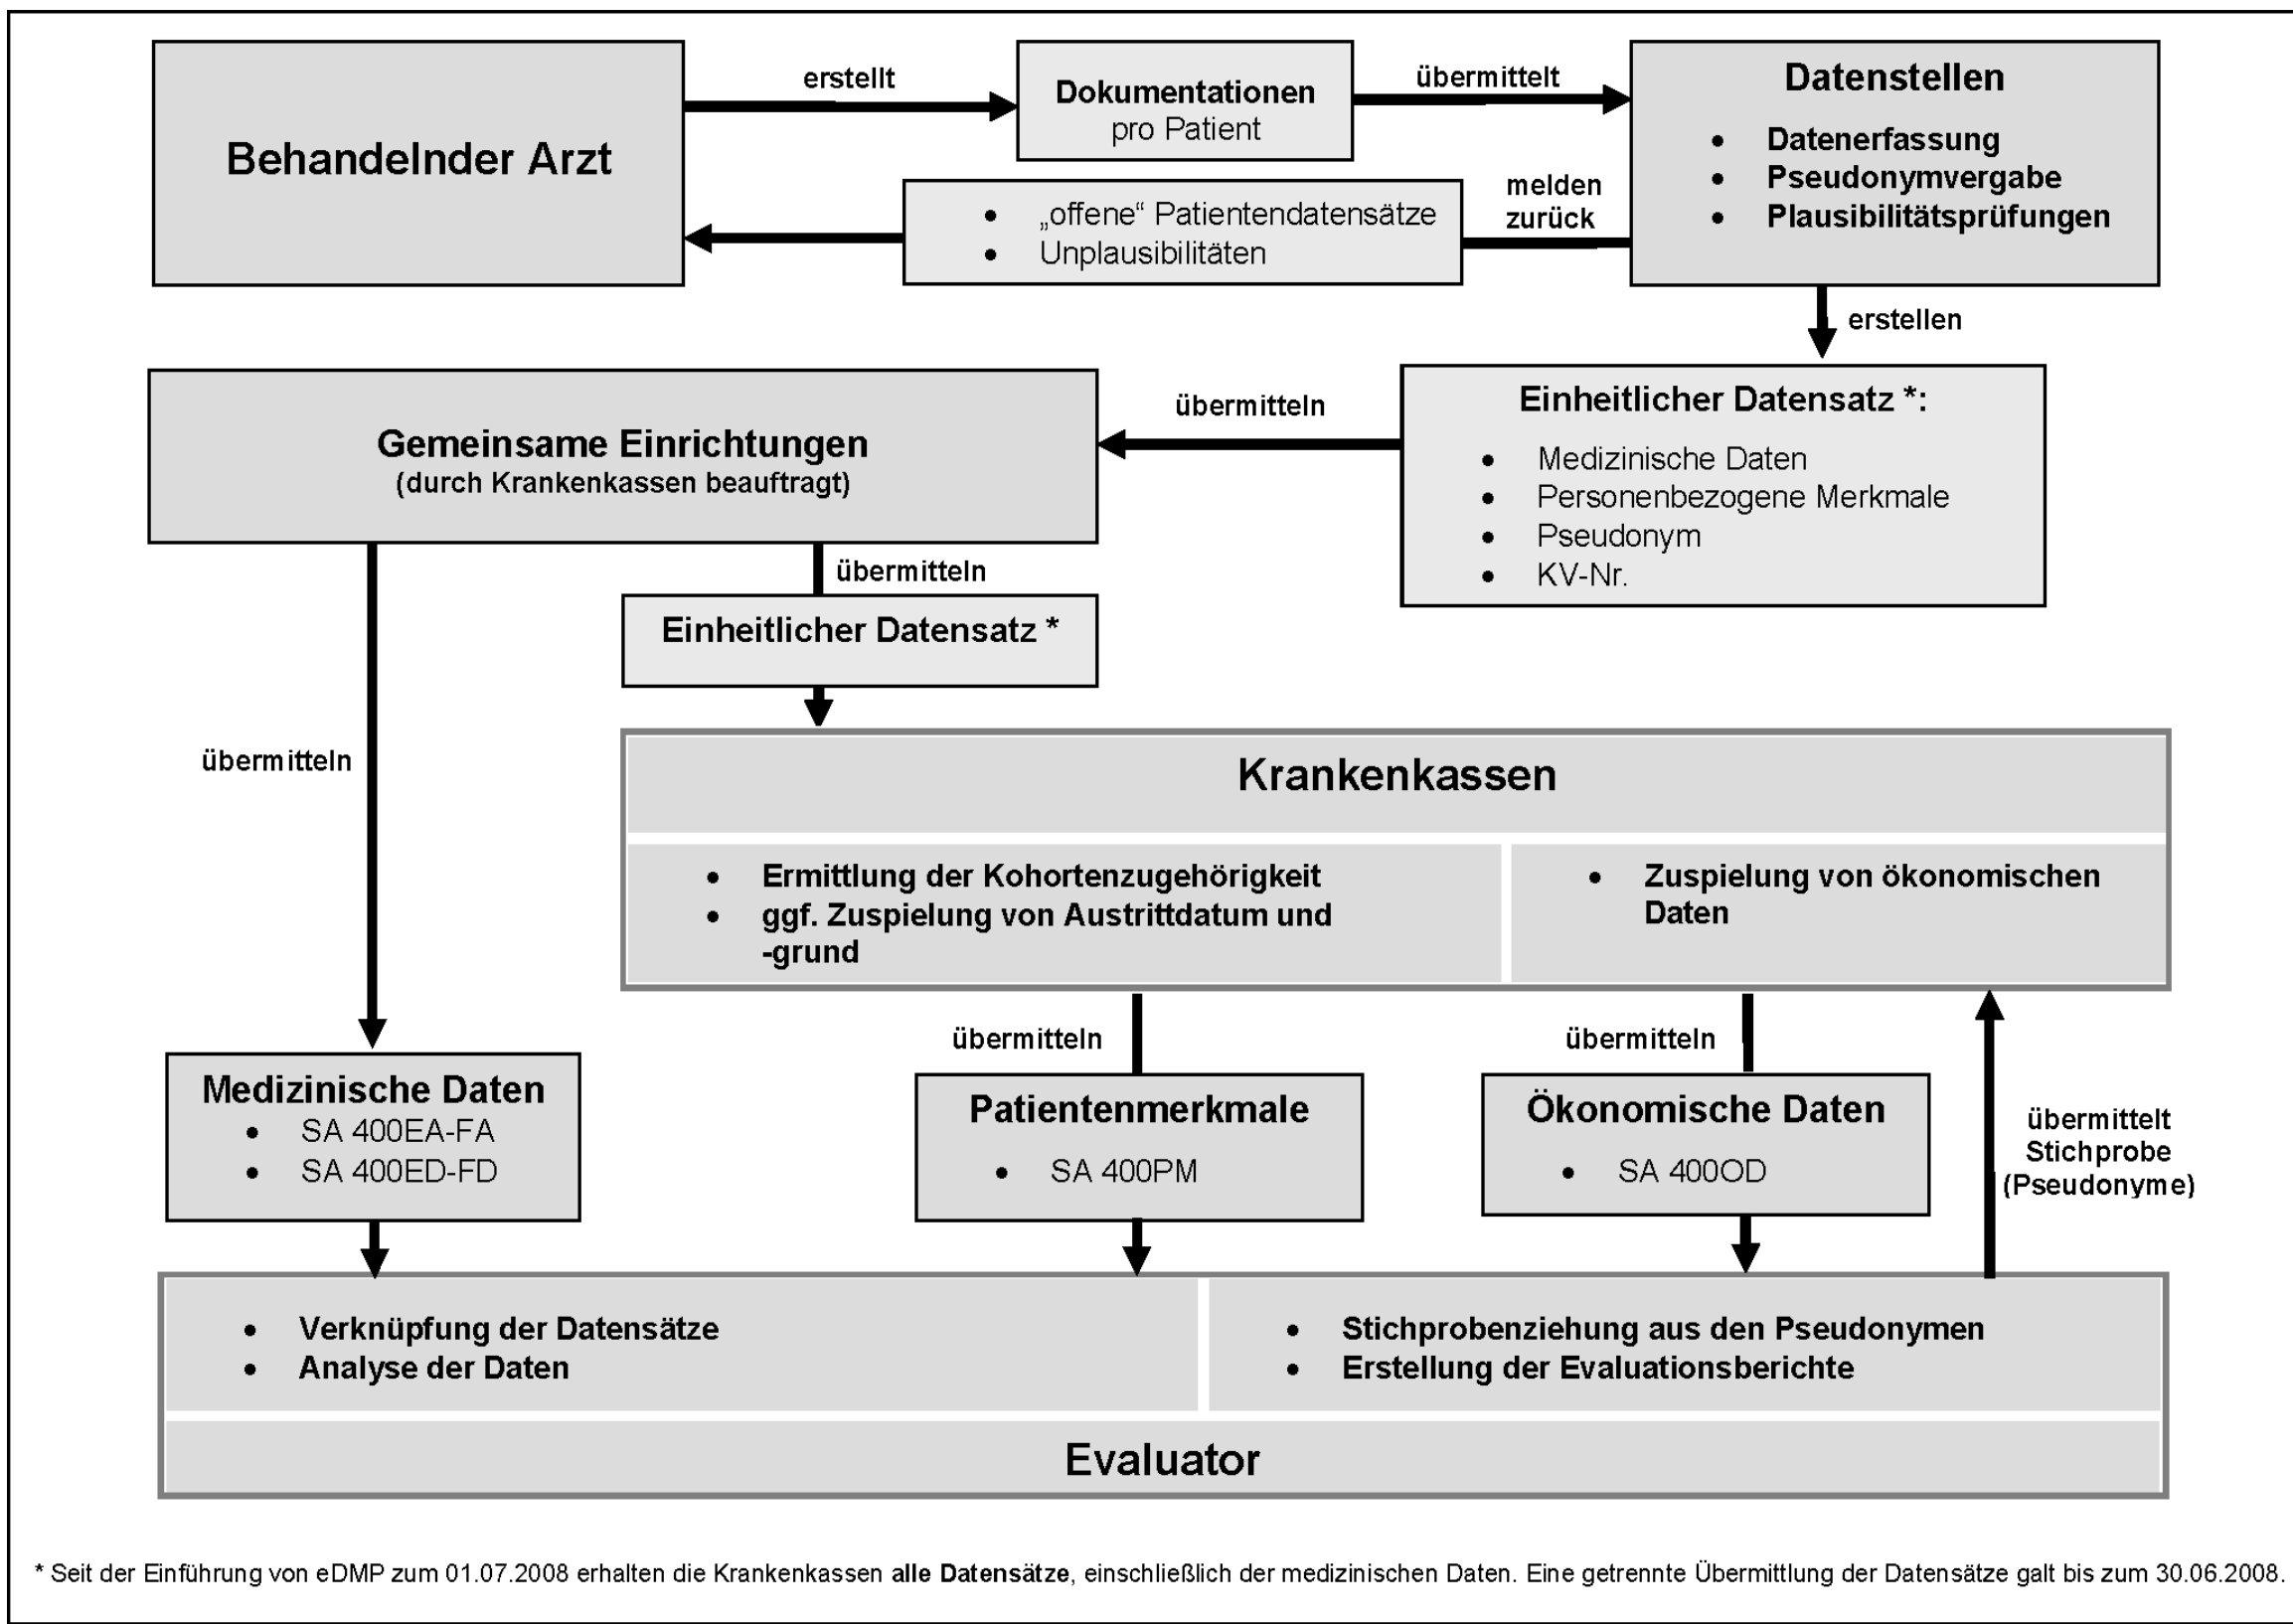 Behandelnder Arzt
erstellt
Dokumentationen
pro Patient
übermittelt
Datenstellen
• Datenerfassung
• Pseudonymvergabe
• Plausibilitätsprüfungen
melden
zurück
• „offene“ Patientendatensätze
• Unplausibilitäten
erstellen
Einheitlicher Datensatz *:
• Medizinische Daten
• Personenbezogene Merkmale
• Pseudonym
• KV-Nr.
übermitteln
Gemeinsame Einrichtungen
(durch Krankenkassen beauftragt)
übermitteln
Einheitlicher Datensatz *
übermitteln
Krankenkassen
• Ermittlung der Kohortenzugehörigkeit
• ggf. Zuspielung von Austrittdatum und
-grund
• Zuspielung von ökonomischen
Daten
übermitteln
übermitteln
Medizinische Daten
• SA 400EA-FA
• SA 400ED-FD
Patientenmerkmale
• SA 400PM
Ökonomische Daten
• SA 400OD
übermittelt
Stichprobe
(Pseudonyme)
• Verknüpfung der Datensätze
• Analyse der Daten
• Stichprobenziehung aus den Pseudonymen
• Erstellung der Evaluationsberichte
Evaluator
* Seit der Einführung von eDMP zum 01.07.2008 erhalten die Krankenkassen alle Datensätze, einschließlich der medizinischen Daten. Eine getrennte Übermittlung der Datensätze galt bis zum 30.06.2008.